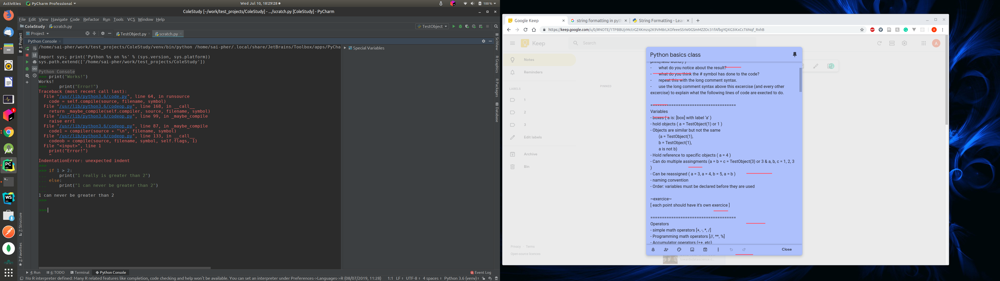 Activities PyCharm Professional Wed Jul 10, 18:29:28 100 %
ColeStudy [~/work/test_projects/ColeStudy] - .../scratch.py [ColeStudy] - PyCharm
File Edit View Navigate Code Refactor Run Tools VCS Window Help
ColeStudy scratch.py TestObject
Project TestObject.py scratch.py
Python Console
1: Project
Z: Structure
2: Favorites
/home/sai-pher/work/test_projects/ColeStudy/venv/bin/python /home/sai-pher/.local/share/JetBrains/Toolbox/apps/PyCha
import sys; print('Python %s on %s' % (sys.version, sys.platform))
sys.path.extend(['/home/sai-pher/work/test_projects/ColeStudy'])
Python Console
>>> print("Works!")
Works!
>>>     print("Error!")
Traceback (most recent call last):
File "/usr/lib/python3.6/code.py", line 64, in runsource
code = self.compile(source, filename, symbol)
File "/usr/lib/python3.6/codeop.py", line 168, in __call__
return _maybe_compile(self.compiler, source, filename, symbol)
File "/usr/lib/python3.6/codeop.py", line 99, in _maybe_compile
raise err1
File "/usr/lib/python3.6/codeop.py", line 87, in _maybe_compile
code1 = compiler(source + "\n", filename, symbol)
File "/usr/lib/python3.6/codeop.py", line 133, in __call__
codeob = compile(source, filename, symbol, self.flags, 1)
File "<input>", line 1
print("Error!")
^
IndentationError: unexpected indent
>>>
>>> if 1 > 2:
...     print("1 really is greater than 2")
... else:
...     print("1 can never be greater than 2")
...
1 can never be greater than 2
>>>
>>>
Special Variables
SciView
R Graphics
R Packages
Database
4: Run 6: TODO Terminal Python Console 2 Event Log
No R interpreter defined: Many R related features like completion, code checking and help won't be available. You can set an interpreter under Preferences->Languages->R (08/07/2019, 11:28) 1:1 LF UTF-8 4 spaces Python 3.6 (venv)
5
PC
WS
Google Keep string formatting in pyth String Formatting - Lear
https://keep.google.com/u/0/#NOTE/1TPBBUjrMctrGZ4Kmzq2K9VM8rLXOfeeeS5rW0GSmMZZOc31fAfbgYQXG3iKxCcT6Nqf_RxhB
ABP
A
Keep Search
A
Notes
Reminders
LABELS
1
2
3
Edit labels
Archive
Bin
PINNED
Privacy · Terms
Open-source licences
towardsdatascience.c...
Python basics class
print(hello world!) )
- what do you notice about the result?
- what do you think the # symbol has done to the code?
- repeat this with the long comment syntax.
- use the long comment syntax above this excercise (and every other
excercise) to explain what the following lines of code are exected to do.
=====================================
Variables
- boxes ( a is: [box] with label 'a' )
- hold objects ( a = TestObject(1) or 1 )
- Objects are similar but not the same
(a = TestObject(1),
b = TestObject(1),
a is not b)
- Hold reference to specific objects ( a = 4 )
- Can do multiple assingments (a = b = c = TestObject(3) or 3 & a, b, c = 1, 2, 3
)
- Can be reassigned ( a = 3, a = 4, b = 5, a = b )
- naming convention
- Order: variables must be declared before they are used
~exercice~
[ each point should have it's own exercice ]
=====================================
Operators
- simple math operators [+, -, *, /]
- Programming math operators [//, **, %]
- Accumulator operators (=+, etc)
Close